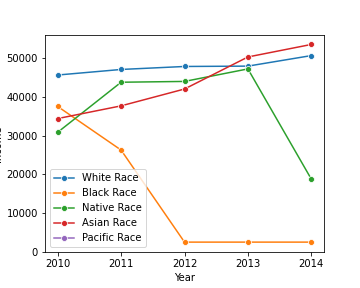 50000
40000
30000
20000
10000
0
White Race
Black Race
Native Race
Asian Race
Pacific Race
2010 2011 2012 2013 2014
Year